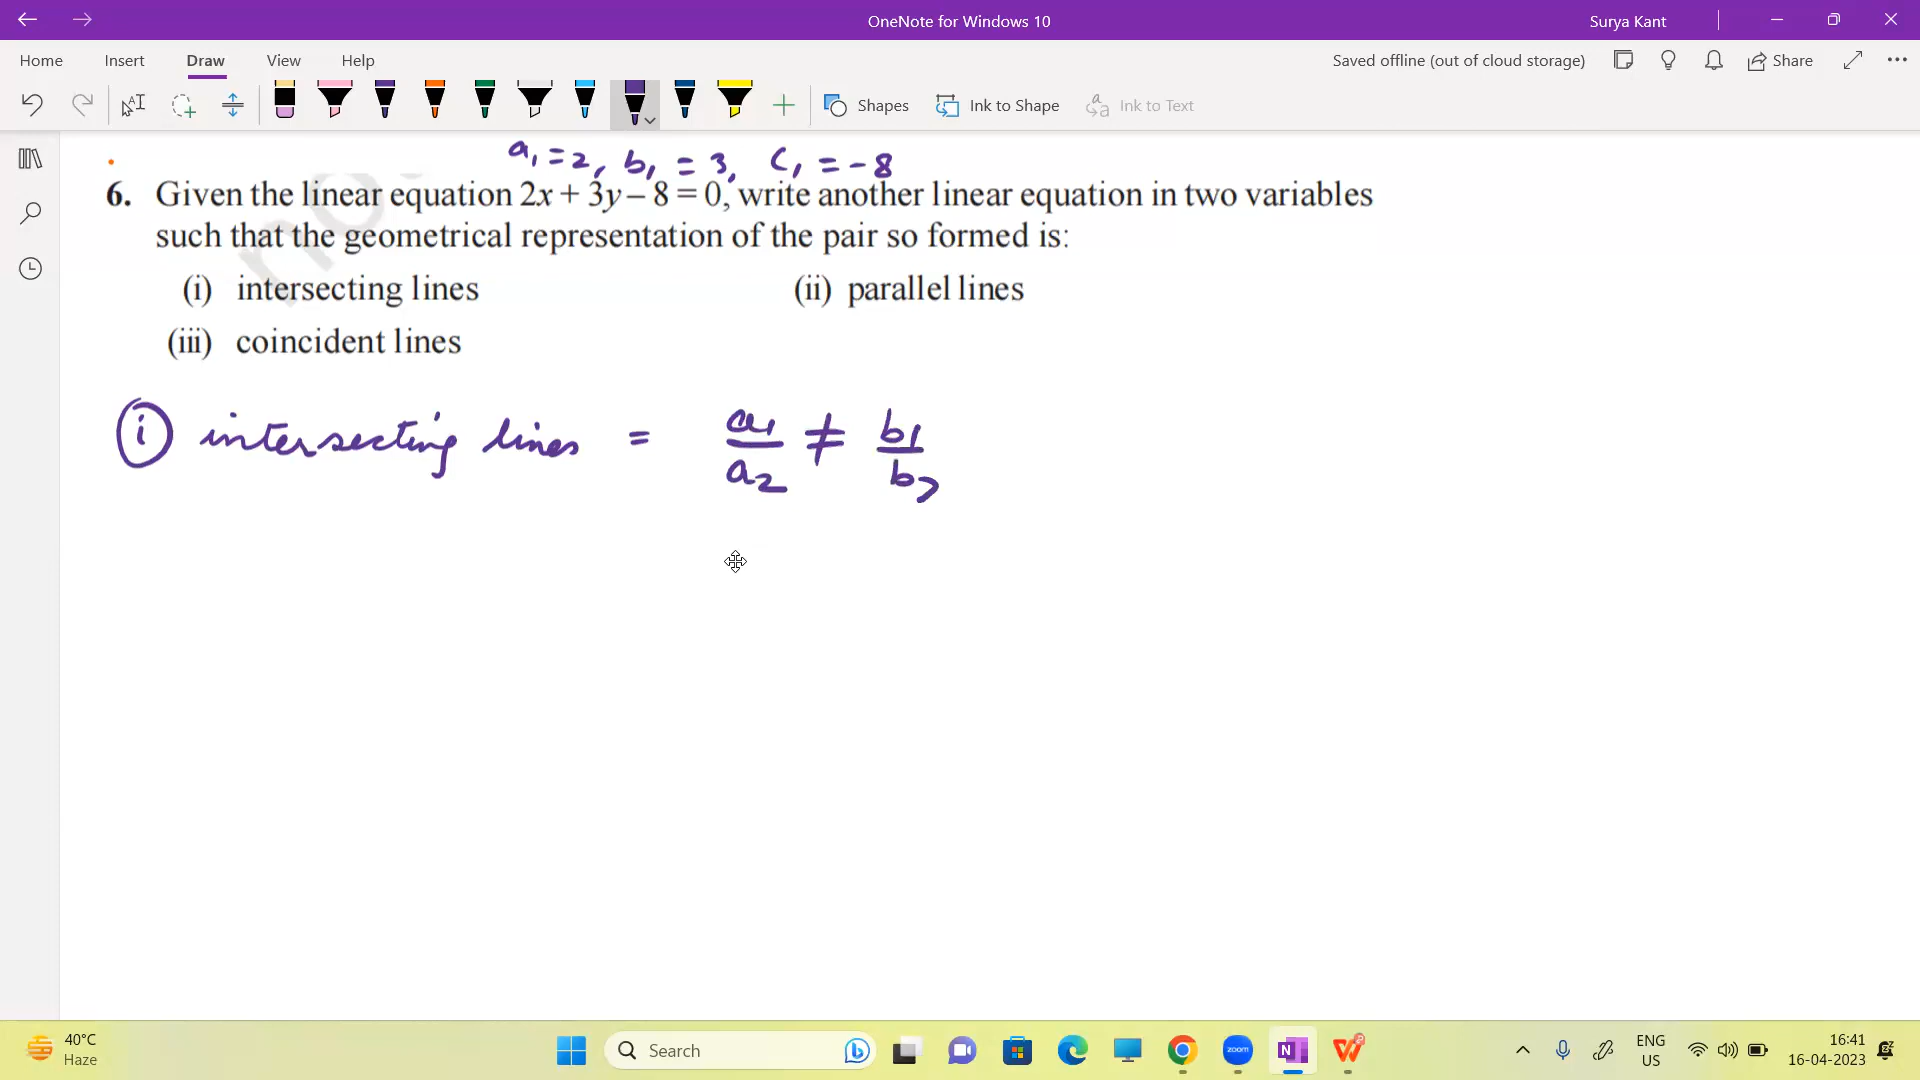 OneNote for Windows 10
Surya Kant
Home Insert Draw View Help
Saved offline (out of cloud storage)
Share
Shapes Ink to Shape Ink to Text
a₁ = 2, b₁ = 3, C₁ = -8
6. Given the linear equation 2x + 3y – 8 = 0, write another linear equation in two variables
such that the geometrical representation of the pair so formed is:
(i) intersecting lines (ii) parallel lines
(iii) coincident lines
(i) intersecting lines = a₁/a₂ ≠ b₁/b₂
40°C
Haze
Search
zoom
ENG
US
16:41
16-04-2023